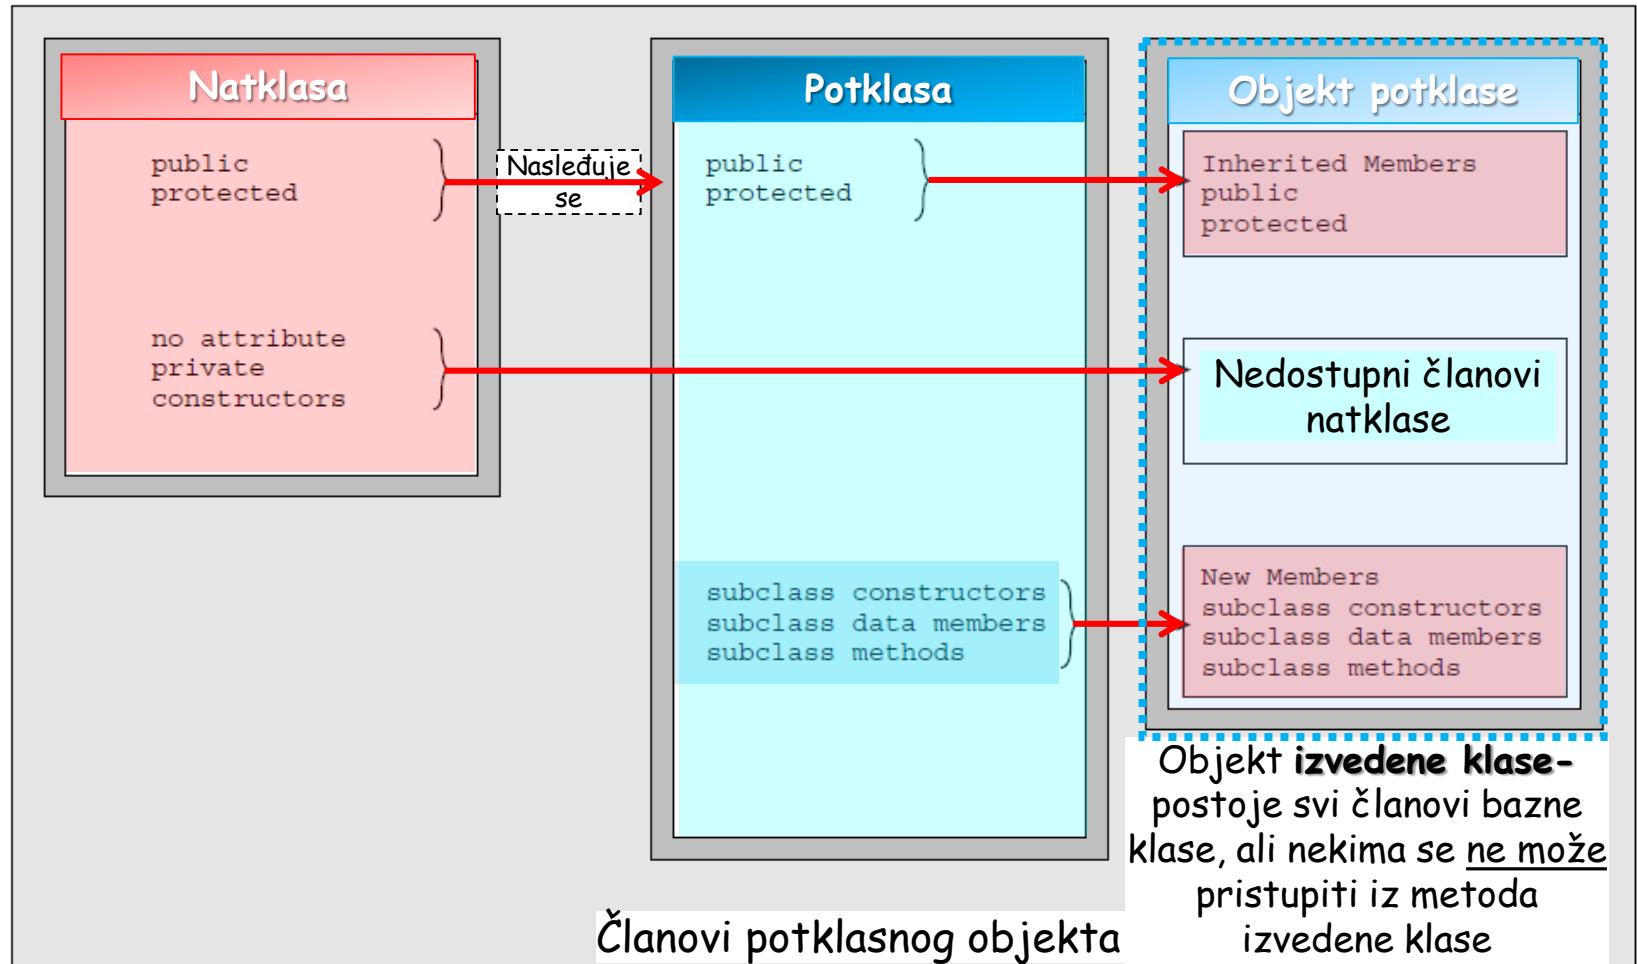 Natklasa
public
protected
no attribute
private
constructors
Nasleđuje
se
Potklasa
public
protected
subclass constructors
subclass data members
subclass methods
Objekt potklase
Inherited Members
public
protected
Nedostupni članovi
natklase
New Members
subclass constructors
subclass data members
subclass methods
Objekt izvedene klase-
postoje svi članovi bazne
klase, ali nekima se ne može
pristupiti iz metoda
izvedene klase
Članovi potklasnog objekta